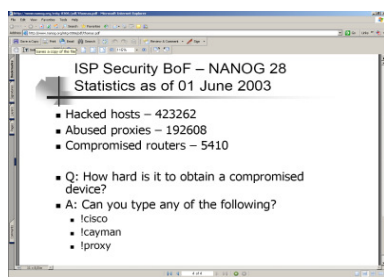 ISP Security BoF – NANOG 28
Statistics as of 01 June 2003
Hacked hosts – 423262
Abused proxies – 192608
Compromised routers – 5410
Q: How hard is it to obtain a compromised
device?
A: Can you type any of the following?
!cisco
!cayman
!proxy